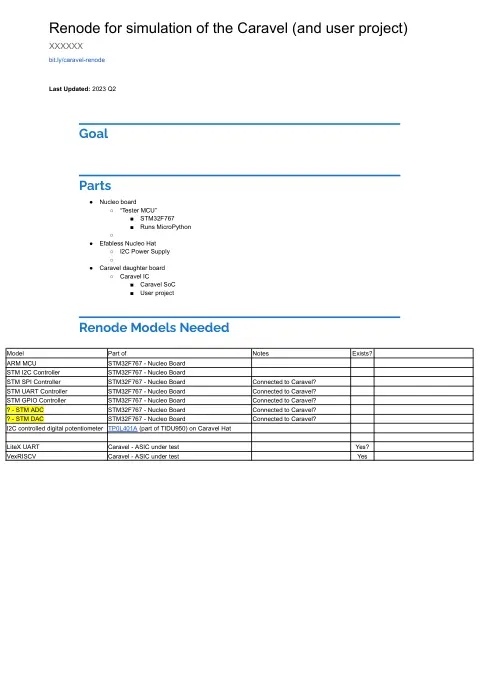 Renode for simulation of the Caravel (and user project)
XXXXXX
bit.ly/caravel-renode
Last Updated: 2023 Q2
Goal
Parts
● Nucleo board
○ "Tester MCU"
■ STM32F767
■ Runs MicroPython
○
● Efabless Nucleo Hat
○ I2C Power Supply
○
● Caravel daughter board
○ Caravel IC
■ Caravel SoC
■ User project
Renode Models Needed
Model Part of Notes Exists?
ARM MCU STM32F767 - Nucleo Board
STM I2C Controller STM32F767 - Nucleo Board
STM SPI Controller STM32F767 - Nucleo Board Connected to Caravel?
STM UART Controller STM32F767 - Nucleo Board Connected to Caravel?
STM GPIO Controller STM32F767 - Nucleo Board Connected to Caravel?
? - STM ADC STM32F767 - Nucleo Board Connected to Caravel?
? - STM DAC STM32F767 - Nucleo Board Connected to Caravel?
I2C controlled digital potentiometer TP0L401A (part of TIDU950) on Caravel Hat
LiteX UART Caravel - ASIC under test Yes?
VexRISCV Caravel - ASIC under test Yes